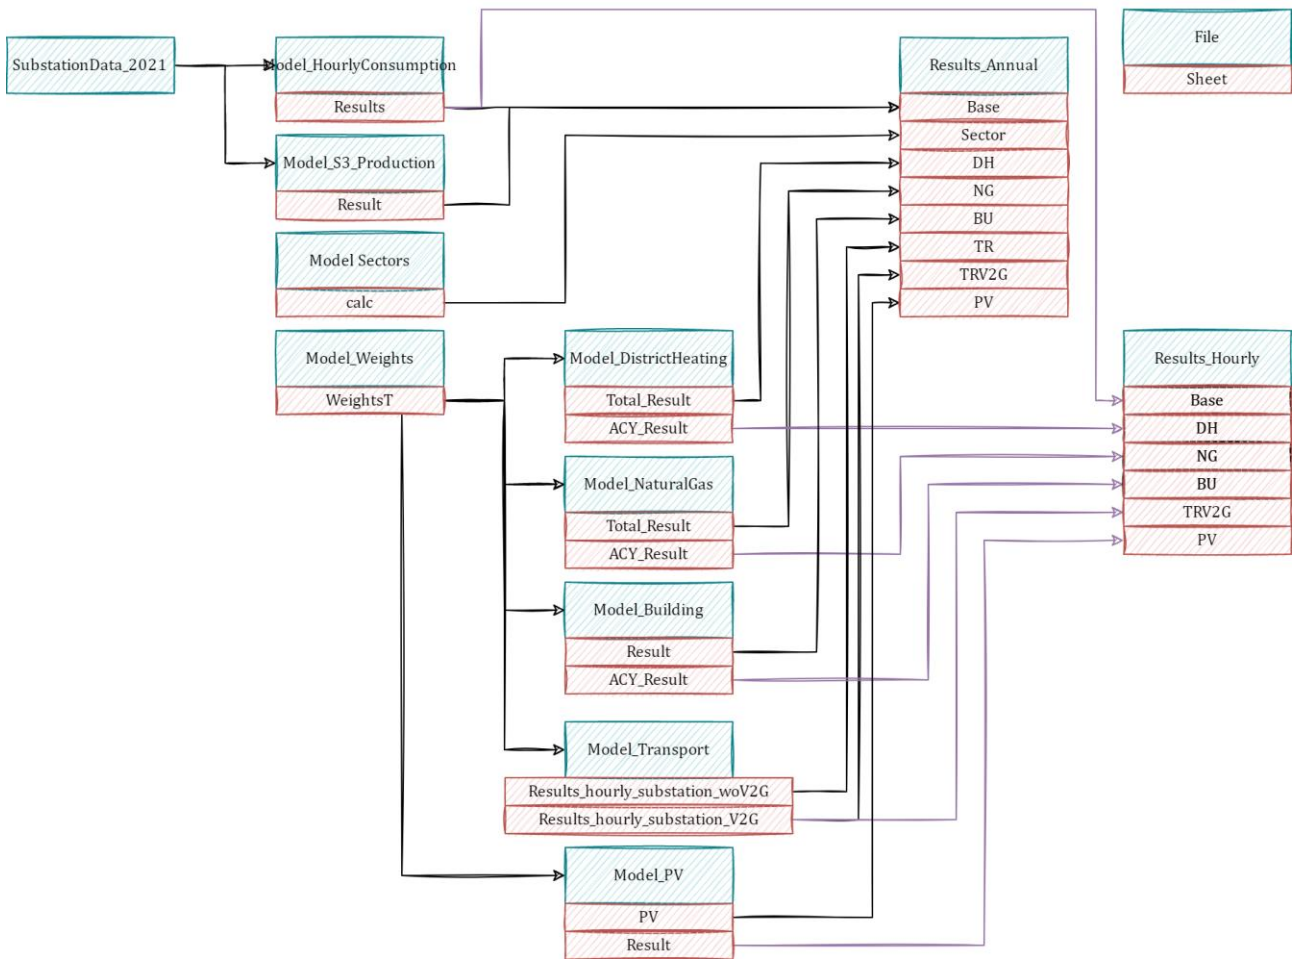 File
SubstationData_2021
Model_HourlyConsumption
Results_Annual
Sheet
Results
Base
Sector
Model_S3_Production
DH
NG
Result
BU
TR
Model Sectors
TRV2G
calc
PV
Model_Weights
Model_DistrictHeating
Results_Hourly
WeightsT
Total_Result
Base
ACY_Result
DH
NG
Model_NaturalGas
BU
Total_Result
TRV2G
ACY_Result
PV
Model_Building
Result
ACY_Result
Model_Transport
Results_hourly_substation_woV2G
Results_hourly_substation_V2G
Model_PV
PV
Result